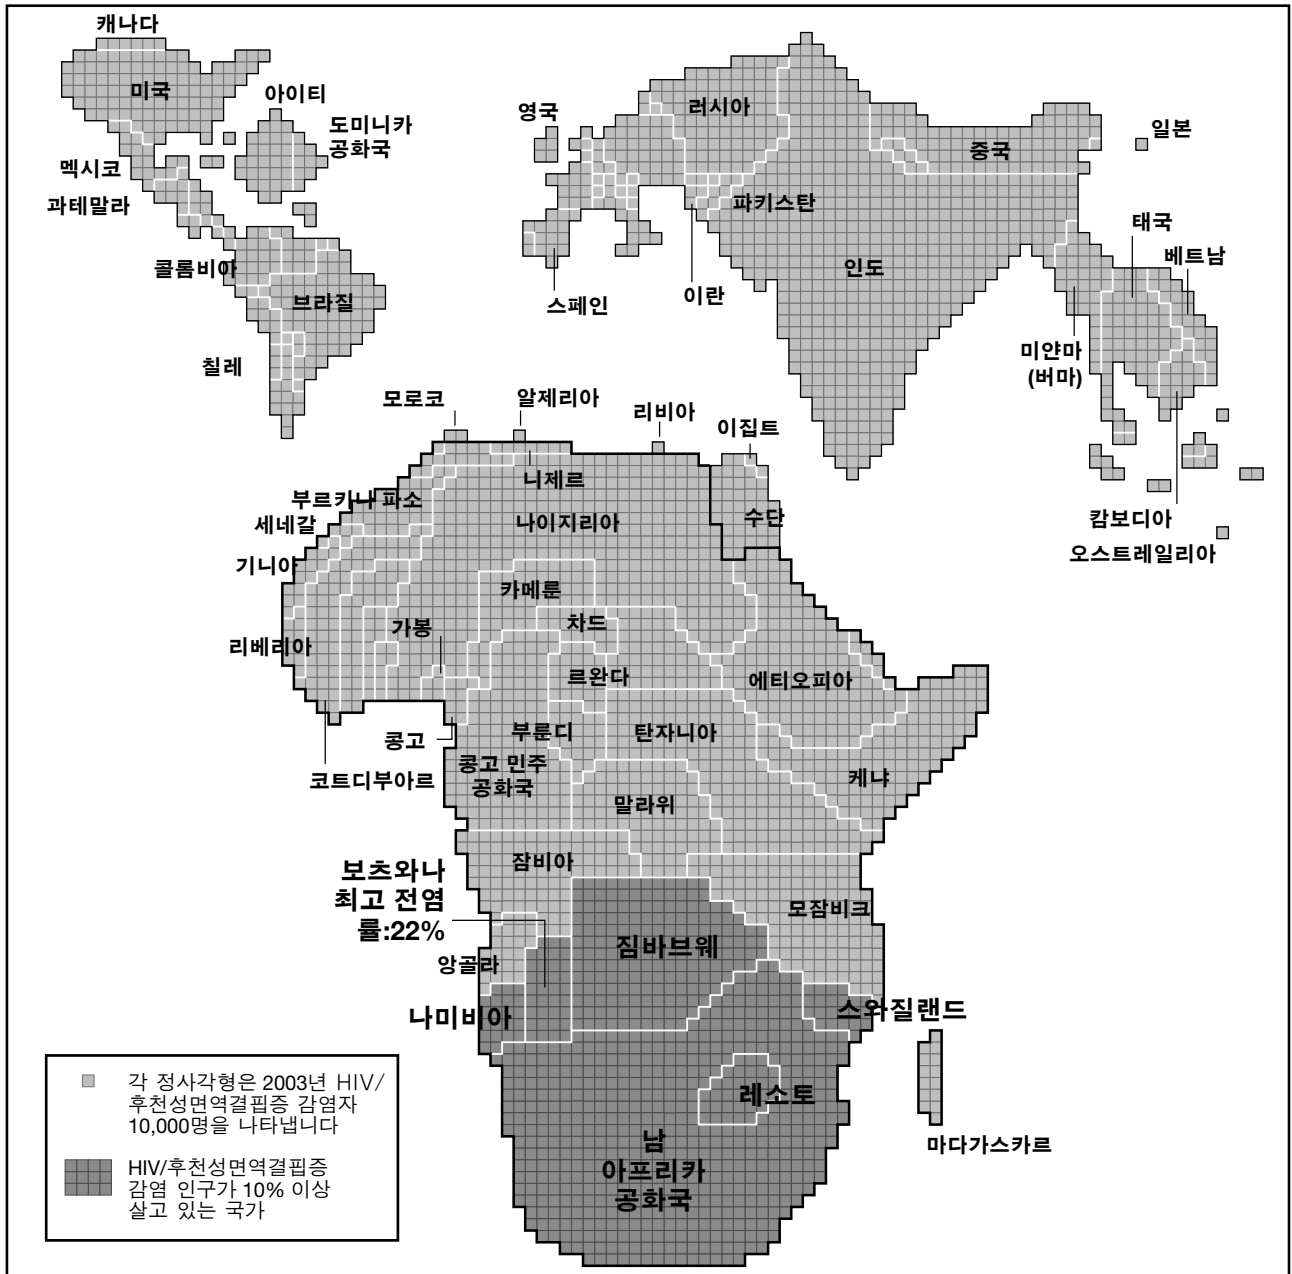 캐나다
미국
아이티
도미니카
공화국
멕시코
과테말라
콜롬비아
브라질
칠레
영국
러시아
중국
일본
파키스탄
태국
베트남
인도
스페인
이란
미얀마
(버마)
캄보디아
오스트레일리아
모로코
알제리아
리비아
이집트
니제르
부르키나 파소
세네갈
나이지리아
수단
기니아
카메룬
가봉
차드
리베리아
르완다
에티오피아
콩고
부룬디
탄자니아
코트디부아르
콩고 민주
공화국
케냐
말라위
잠비아
보츠와나
최고 전염
률:22%
모잠비크
짐바브웨
앙골라
나미비아
스와질랜드
레소토
마다가스카르
남
아프리카
공화국
각 정사각형은 2003년 HIV/
후천성면역결핍증 감염자
10,000명을 나타냅니다
HIV/후천성면역결핍증
감염 인구가 10% 이상
살고 있는 국가